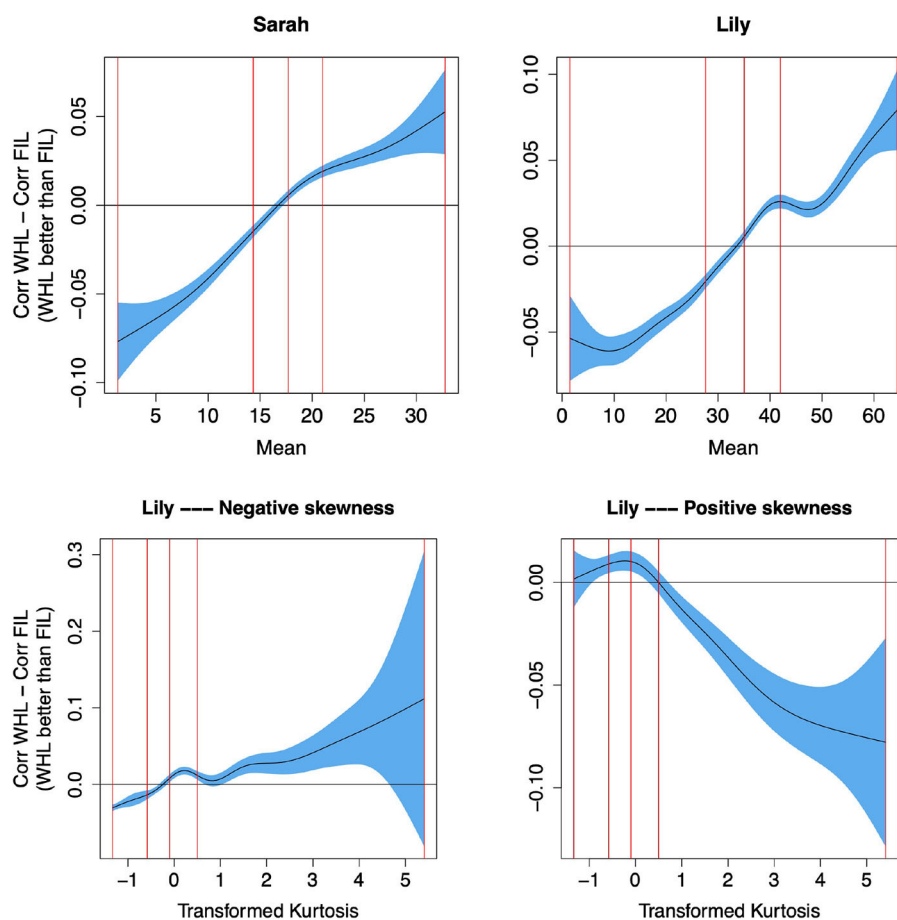 Sarah
Corr WHL − Corr FIL
(WHL better than FIL)
0.05
0.00
−0.05
−0.10
5 10 15 20 25 30
Mean
Lily
0.10
0.05
0.00
−0.05
0 10 20 30 40 50 60
Mean
Lily −−− Negative skewness
Corr WHL − Corr FIL
(WHL better than FIL)
0.3
0.2
0.1
0.0
−1 0 1 2 3 4 5
Transformed Kurtosis
Lily −−− Positive skewness
0.00
−0.05
−0.10
−1 0 1 2 3 4 5
Transformed Kurtosis